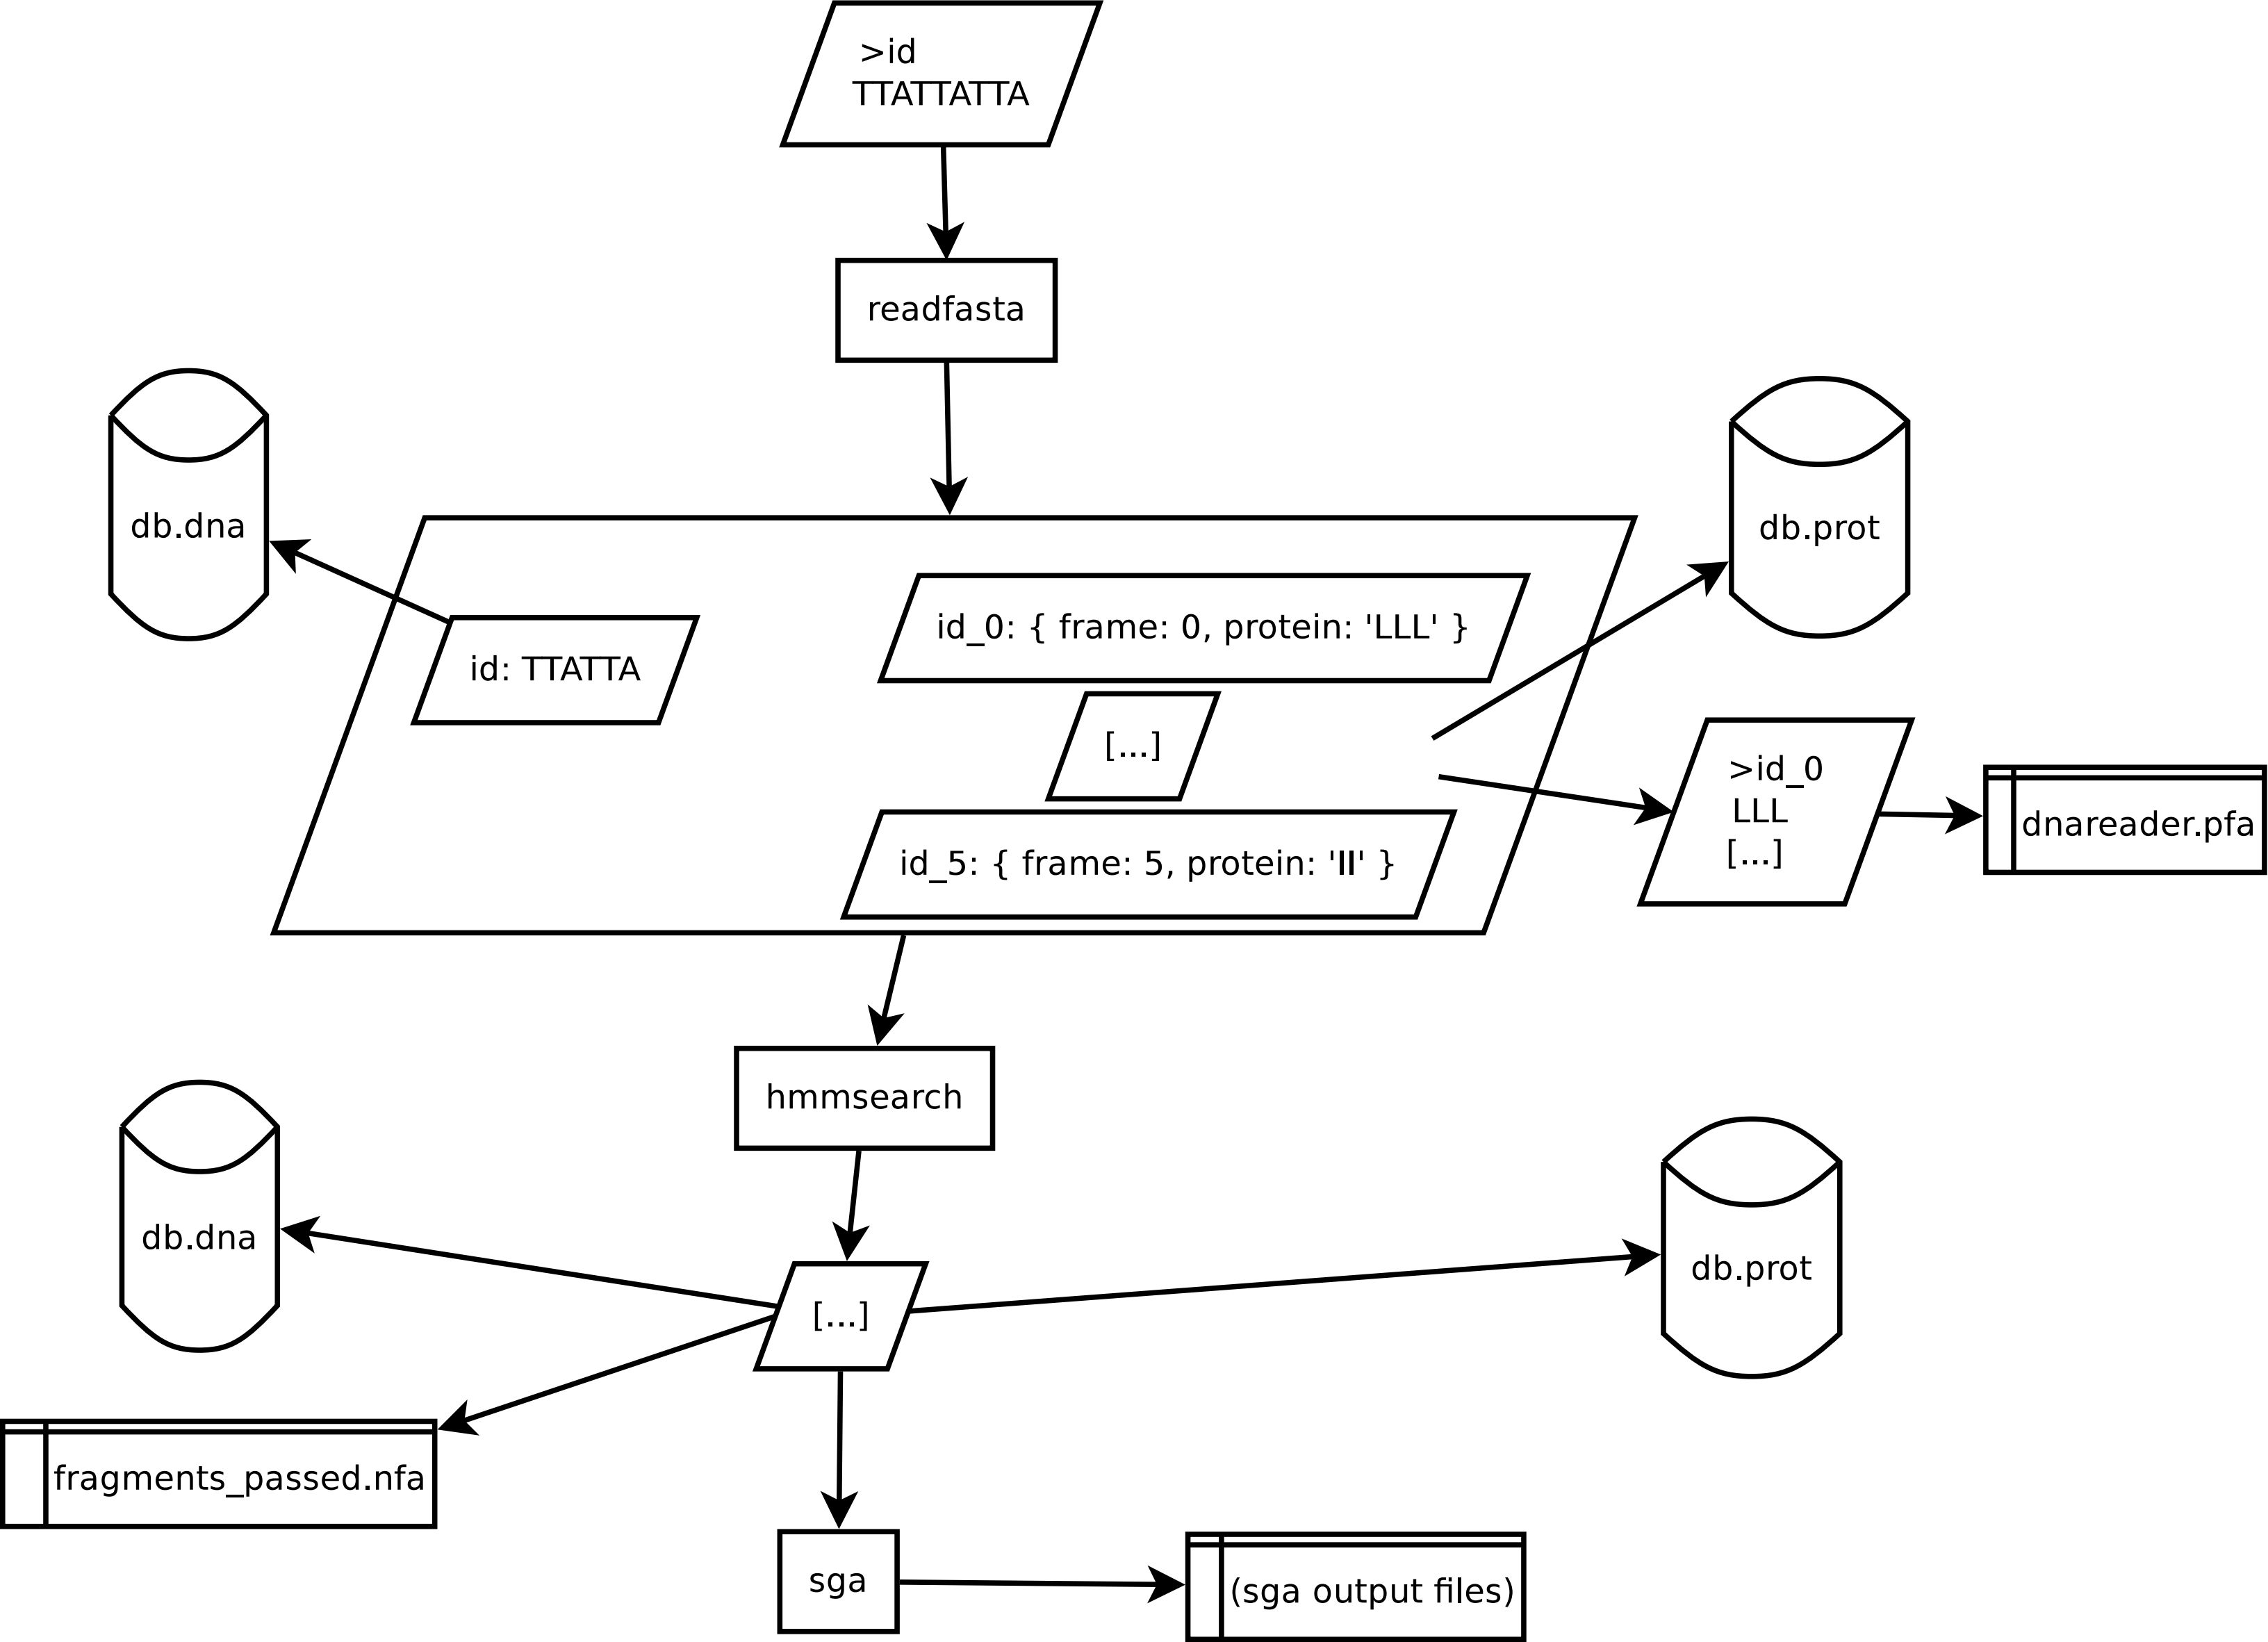 >id
TTATTATTA
readfasta
db.dna
db.prot
id_0: { frame: 0, protein: 'LLL' }
id: TTATTA
[...]
>id_0
LLL
[...]
dnareader.pfa
id_5: { frame: 5, protein: 'II' }
hmmsearch
db.dna
db.prot
[...]
fragments_passed.nfa
sga
(sga output files)